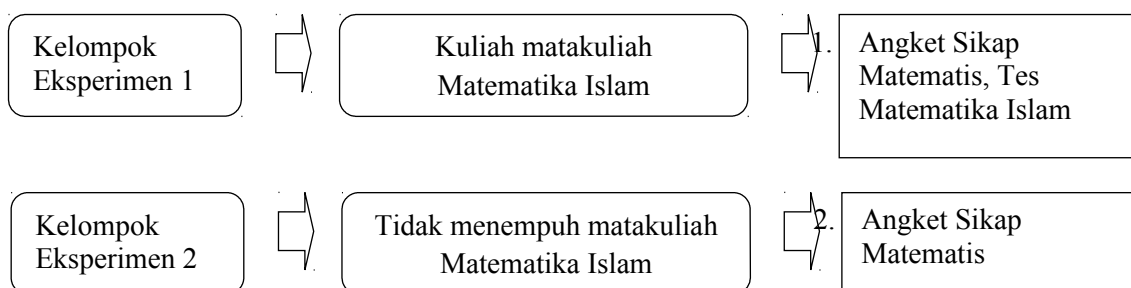 Kelompok
Eksperimen 1
Kuliah matakuliah
Matematika Islam
1. Angket Sikap
Matematis, Tes
Matematika Islam
Kelompok
Eksperimen 2
Tidak menempuh matakuliah
Matematika Islam
2. Angket Sikap
Matematis